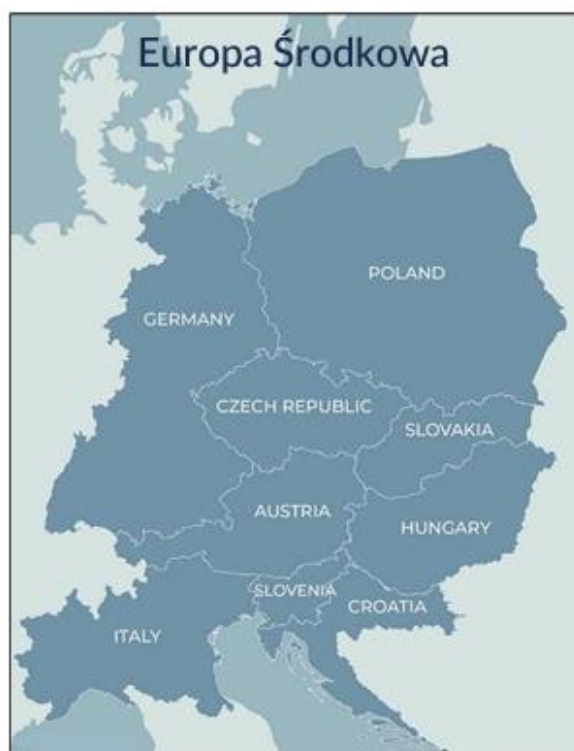 Europa Środkowa
POLAND
GERMANY
CZECH REPUBLIC
SLOVAKIA
AUSTRIA
HUNGARY
SLOVENIA
CROATIA
ITALY